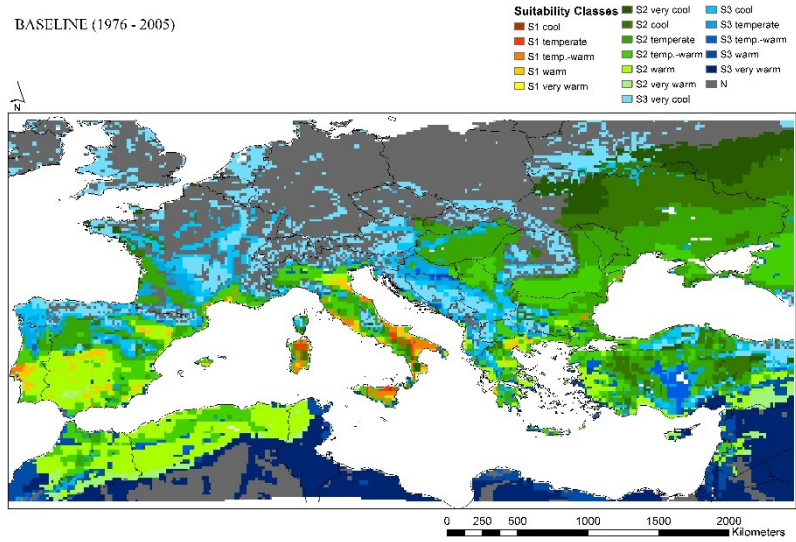 BASELINE (1976 - 2005)
Suitability Classes
S1 cool
S1 temperate
S1 temp.-warm
S1 warm
S1 very warm
S2 very cool
S2 cool
S2 temperate
S2 temp.-warm
S2 warm
S2 very warm
S3 very cool
S3 cool
S3 temperate
S3 temp.-warm
S3 warm
S3 very warm
N
N
0 250 500 1000 1500 2000
Kilometers